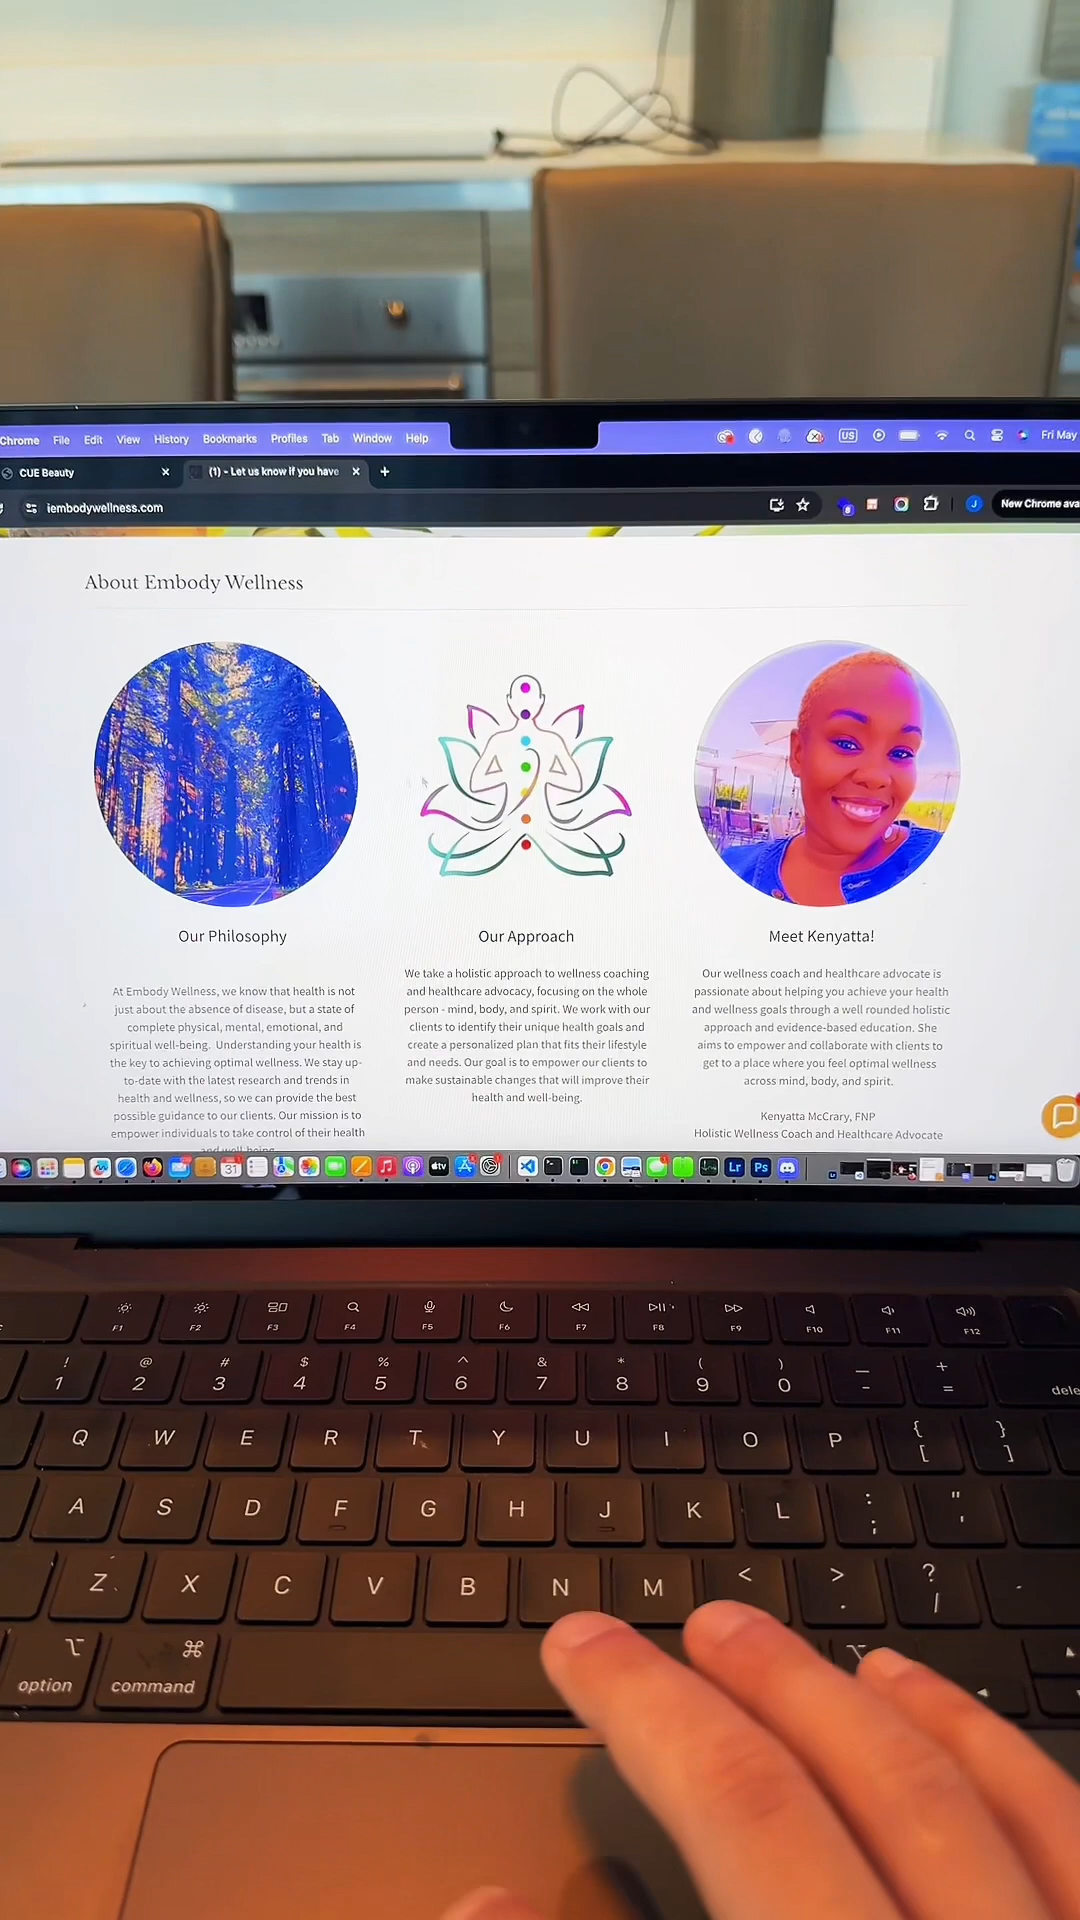 Chrome File Edit View History Bookmarks Profiles Tab Window Help US Fri May
CUE Beauty (1) - Let us know if you have
iembodywellness.com New Chrome ava
About Embody Wellness
Our Philosophy
At Embody Wellness, we know that health is not
just about the absence of disease, but a state of
complete physical, mental, emotional, and
spiritual well-being. Understanding your health is
the key to achieving optimal wellness. We stay up-
to-date with the latest research and trends in
health and wellness, so we can provide the best
possible guidance to our clients. Our mission is to
empower individuals to take control of their health
and well-being.
Our Approach
We take a holistic approach to wellness coaching
and healthcare advocacy, focusing on the whole
person - mind, body, and spirit. We work with our
clients to identify their unique health goals and
create a personalized plan that fits their lifestyle
and needs. Our goal is to empower our clients to
make sustainable changes that will improve their
health and well-being.
Meet Kenyatta!
Our wellness coach and healthcare advocate is
passionate about helping you achieve your health
and wellness goals through a well rounded holistic
approach and evidence-based education. She
aims to empower and collaborate with clients to
get to a place where you feel optimal wellness
across mind, body, and spirit.
Kenyatta McCrary, FNP
Holistic Wellness Coach and Healthcare Advocate
31 tv Lr Ps
F1 F2 F3 F4 F5 F6 F7 F8 F9 F10 F11 F12
! @ # $ % ^ & * ( ) _ +
1 2 3 4 5 6 7 8 9 0 - = dele
Q W E R T Y U I O P { [ } ]
A S D F G H J K L : ; " '
Z X C V B N M < > . ? /
option command